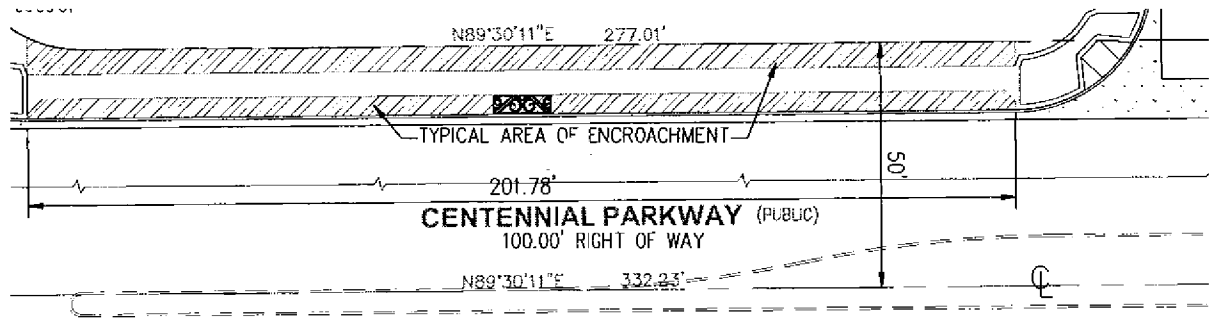 N89°30'11"E 277.01'
TYPICAL AREA OF ENCROACHMENT
50'
201.78'
CENTENNIAL PARKWAY (PUBLIC)
100.00' RIGHT OF WAY
N89°30'11"E 332.23'
CL